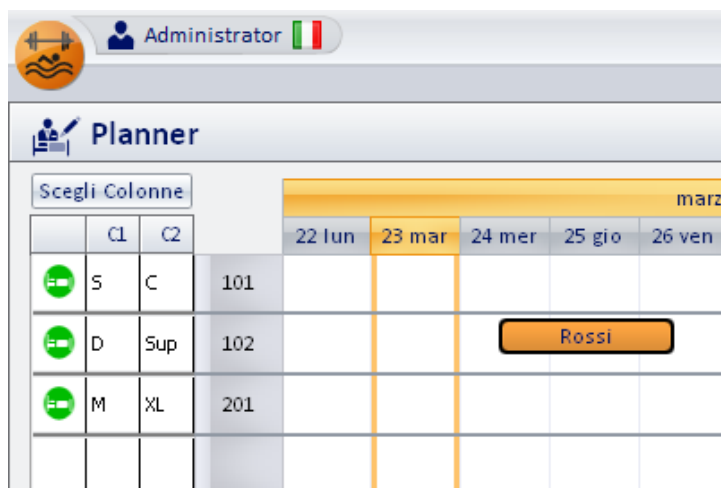 Administrator
Planner
Scegli Colonne
marz
C1 C2 22 lun 23 mar 24 mer 25 gio 26 ven
S C 101
D Sup 102 Rossi
M XL 201